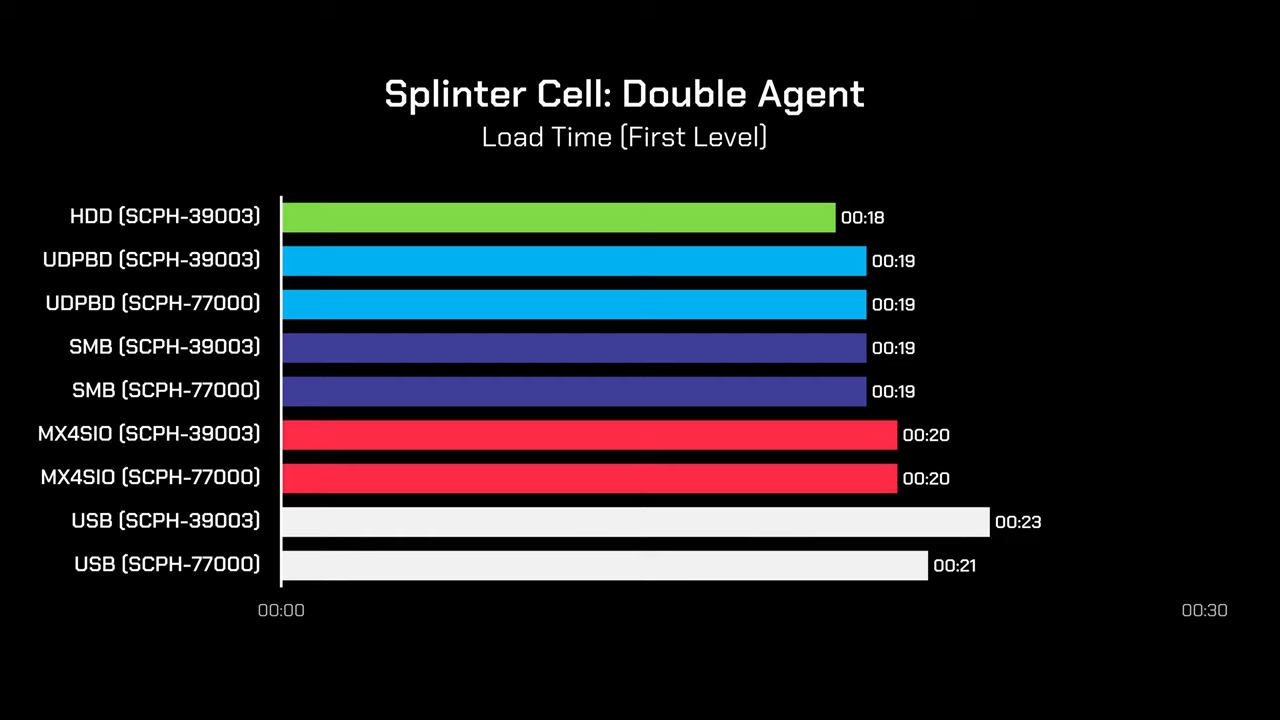 Splinter Cell: Double Agent
Load Time (First Level)
HDD (SCPH-39003) 00:18
UDPBD (SCPH-39003) 00:19
UDPBD (SCPH-77000) 00:19
SMB (SCPH-39003) 00:19
SMB (SCPH-77000) 00:19
MX4SIO (SCPH-39003) 00:20
MX4SIO (SCPH-77000) 00:20
USB (SCPH-39003) 00:23
USB (SCPH-77000) 00:21
00:00 00:30